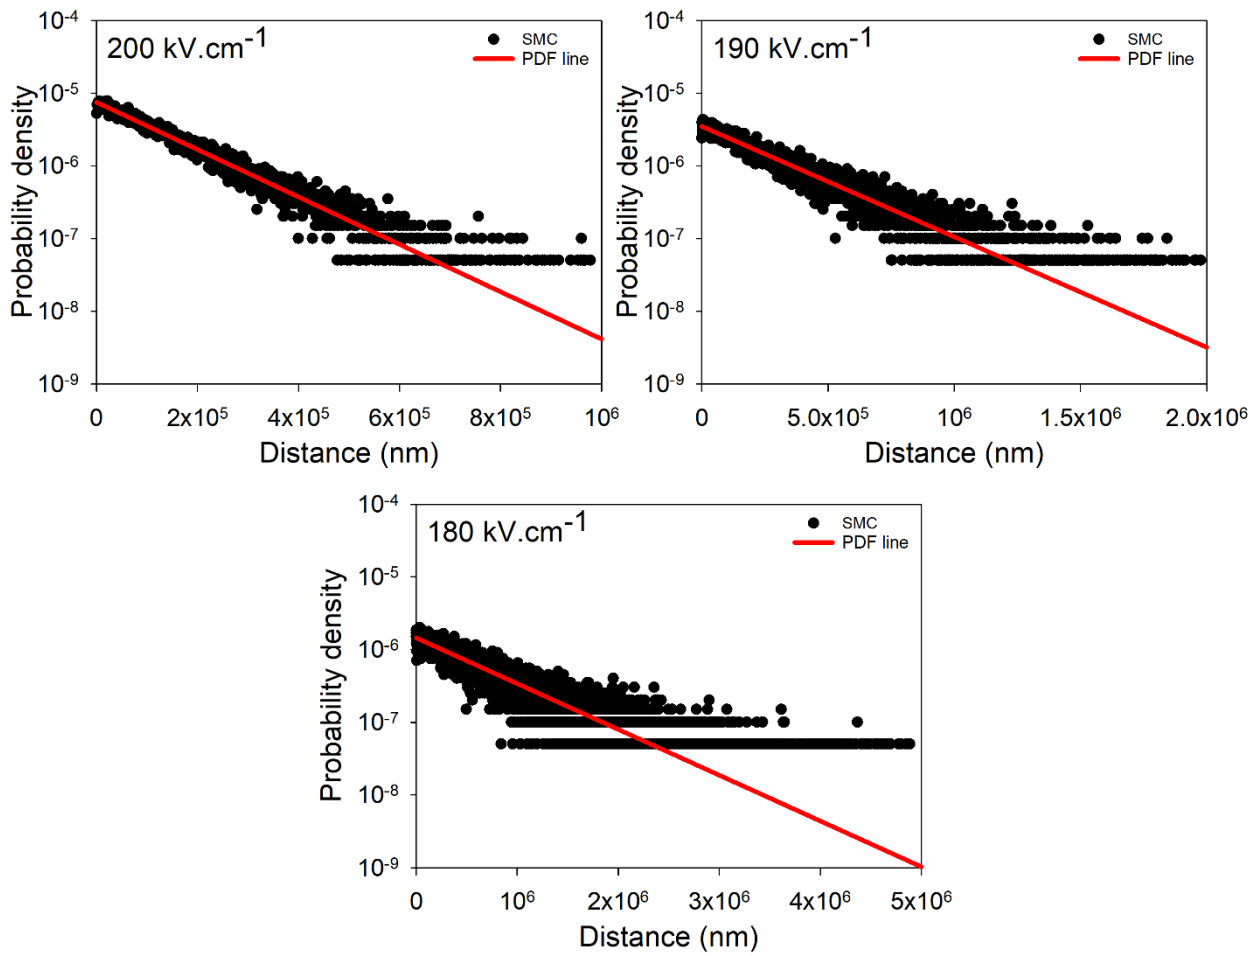 200 kV.cm⁻¹
SMC
PDF line
10⁻⁴
10⁻⁵
10⁻⁶
10⁻⁷
10⁻⁸
10⁻⁹
Probability density
0 2x10⁵ 4x10⁵ 6x10⁵ 8x10⁵ 10⁶
Distance (nm)
190 kV.cm⁻¹
SMC
PDF line
10⁻⁴
10⁻⁵
10⁻⁶
10⁻⁷
10⁻⁸
10⁻⁹
Probability density
0 5.0x10⁵ 10⁶ 1.5x10⁶ 2.0x10⁶
Distance (nm)
180 kV.cm⁻¹
SMC
PDF line
10⁻⁴
10⁻⁵
10⁻⁶
10⁻⁷
10⁻⁸
10⁻⁹
Probability density
0 10⁶ 2x10⁶ 3x10⁶ 4x10⁶ 5x10⁶
Distance (nm)